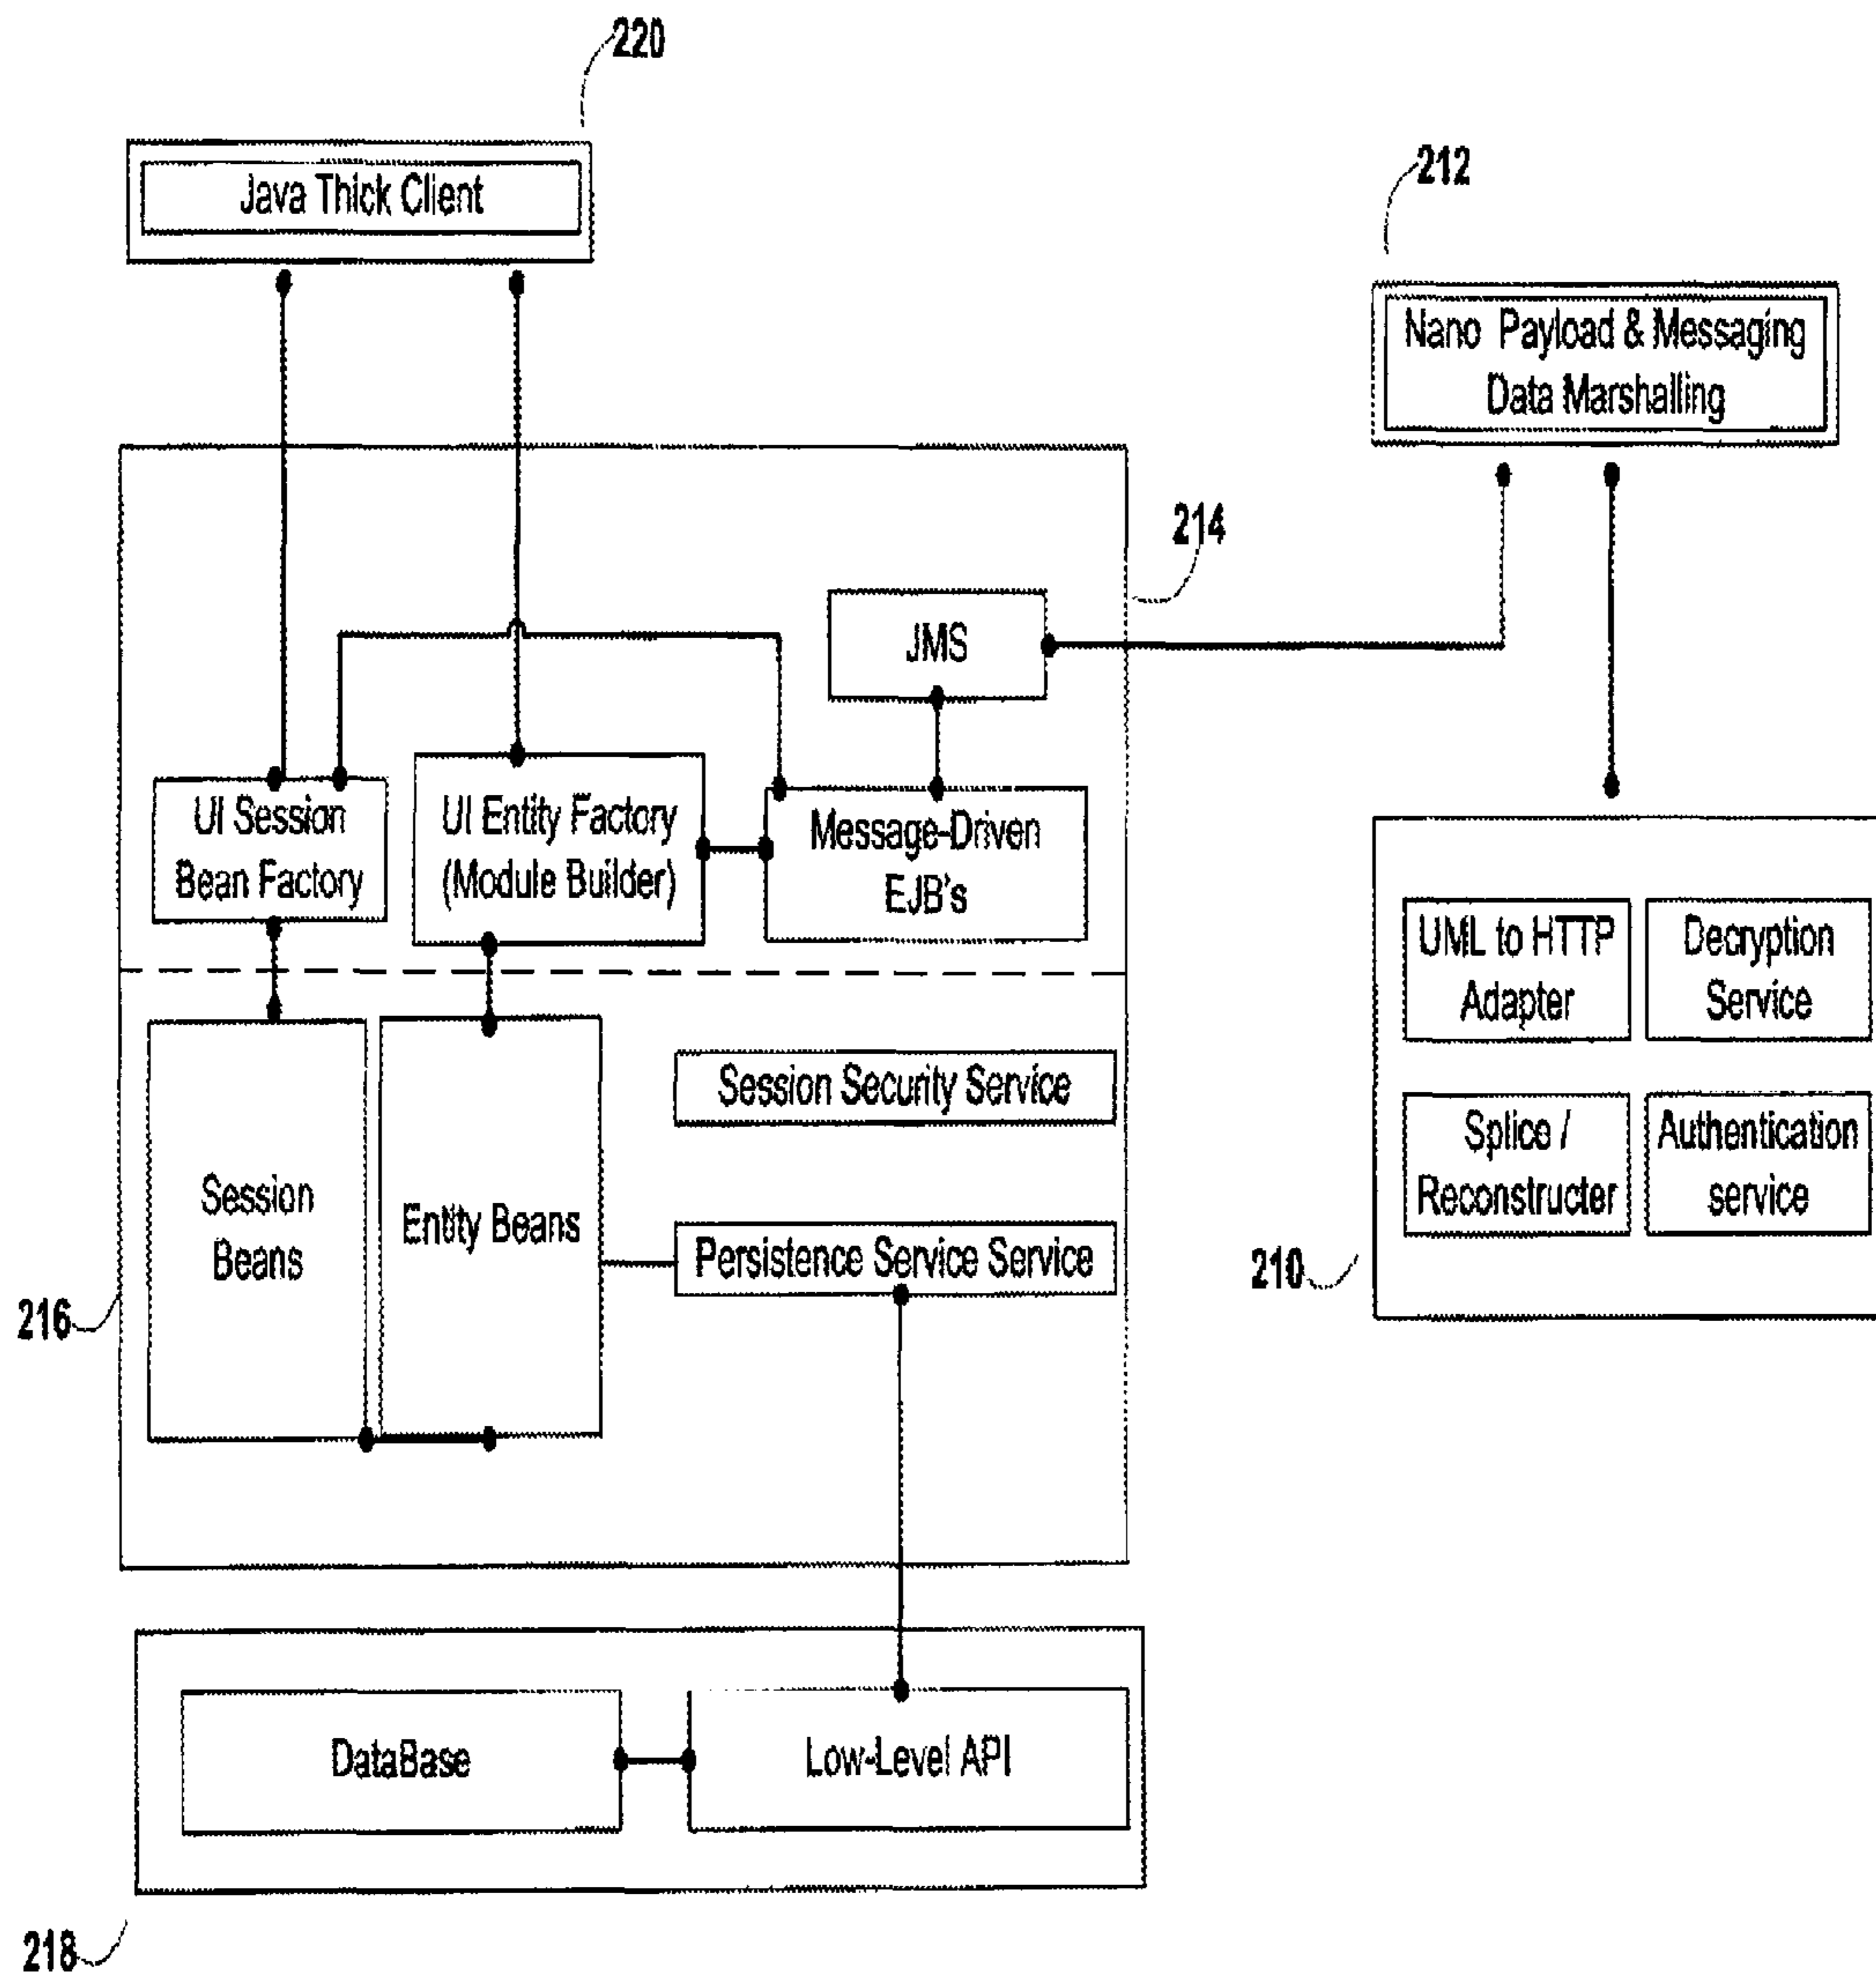 220
Java Thick Client
212
Nano Payload & Messaging
Data Marshalling
214
JMS
UI Session
Bean Factory
UI Entity Factory
(Module Builder)
Message-Driven
EJB's
UML to HTTP
Adapter
Decryption
Service
Splice /
Reconstructer
Authentication
service
210
Session
Beans
Entity Beans
Session Security Service
Persistence Service Service
216
DataBase
Low-Level API
218